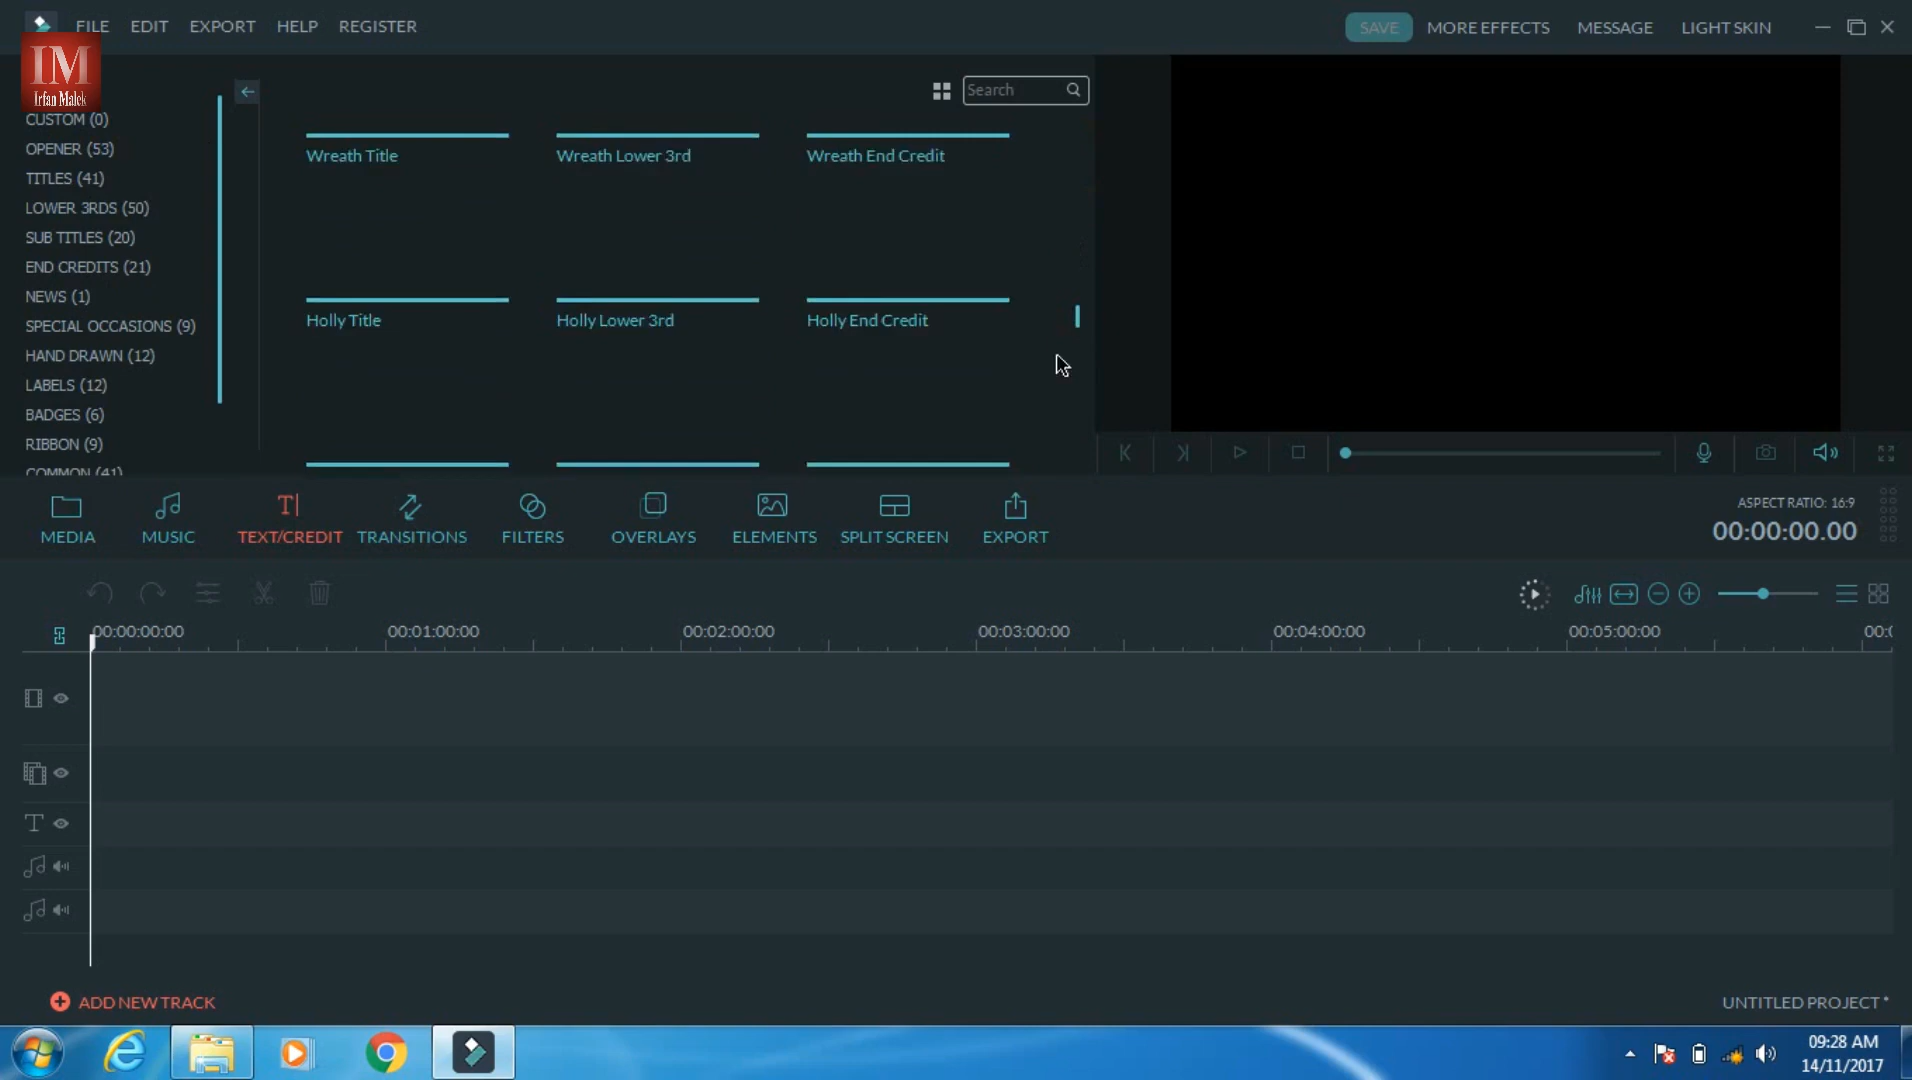 FILE EDIT EXPORT HELP REGISTER
SAVE MORE EFFECTS MESSAGE LIGHT SKIN
IM
Irfan Malek
Search
CUSTOM (0)
OPENER (53)
TITLES (41)
LOWER 3RDS (50)
SUB TITLES (20)
END CREDITS (21)
NEWS (1)
SPECIAL OCCASIONS (9)
HAND DRAWN (12)
LABELS (12)
BADGES (6)
RIBBON (9)
COMMON (41)
Wreath Title Wreath Lower 3rd Wreath End Credit
Holly Title Holly Lower 3rd Holly End Credit
MEDIA MUSIC TEXT/CREDIT TRANSITIONS FILTERS OVERLAYS ELEMENTS SPLIT SCREEN EXPORT
ASPECT RATIO: 16:9
00:00:00.00
00:00:00:00 00:01:00:00 00:02:00:00 00:03:00:00 00:04:00:00 00:05:00:00
ADD NEW TRACK
UNTITLED PROJECT *
09:28 AM
14/11/2017